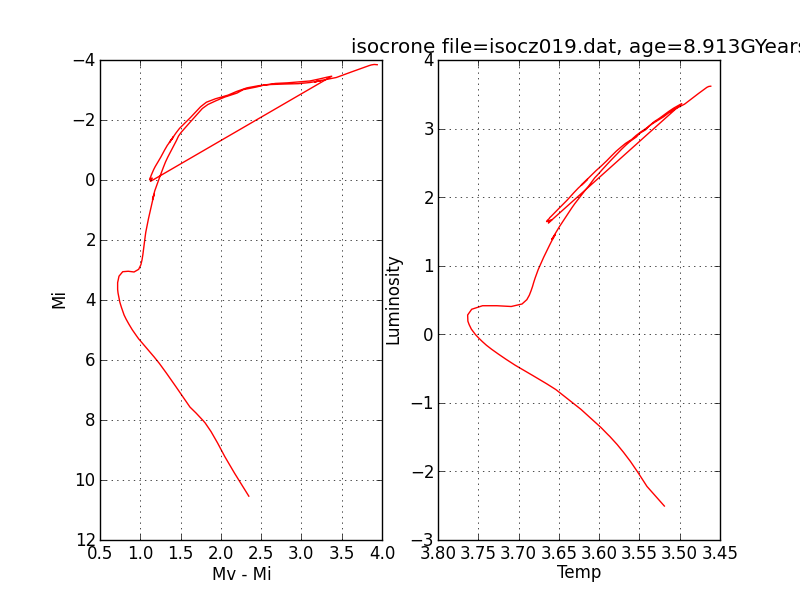 isocrone file=isocz019.dat, age=8.913GYears
−4
−2
0
2
4
6
8
10
12
Mi
0.5 1.0 1.5 2.0 2.5 3.0 3.5 4.0
Mv - Mi
4
3
2
1
0
−1
−2
−3
Luminosity
3.80 3.75 3.70 3.65 3.60 3.55 3.50 3.45
Temp